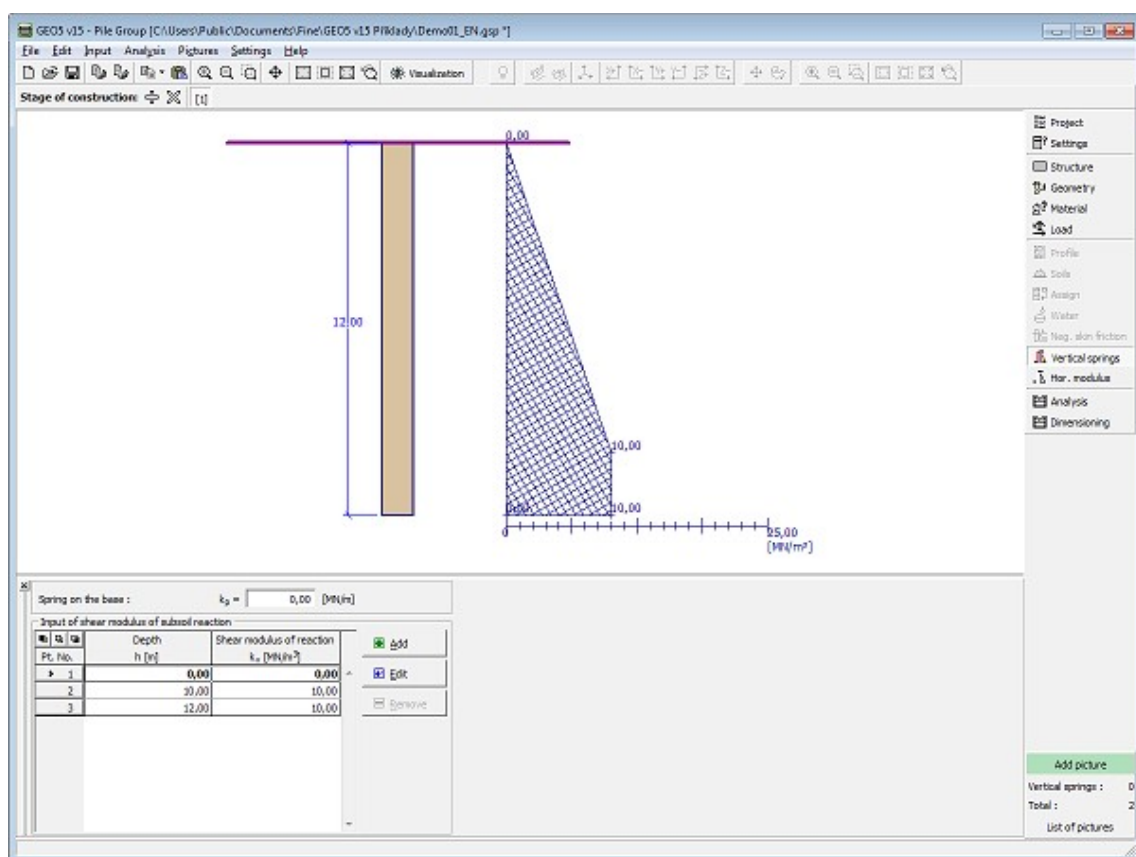 GEO5 v15 - Pile Group [C:\Users\Public\Documents\Fine\GEO5 v15 Příklady\Demo01_EN.gsp *]
File Edit Input Analysis Pictures Settings Help
Visualization
Stage of construction: [1]
0,00
12,00
10,00
0,00 10,00
0 25,00
[MN/m³]
Project
Settings
Structure
Geometry
Material
Load
Profile
Soils
Assign
Water
Neg. skin friction
Vertical springs
Hor. modulus
Analysis
Dimensioning
Spring on the base : kp = 0,00 [MN/m]
Input of shear modulus of subsoil reaction
Depth Shear modulus of reaction
Pt. No. h [m] kv [MN/m³]
1 0,00 0,00
2 10,00 10,00
3 12,00 10,00
Add
Edit
Remove
Add picture
Vertical springs : 0
Total : 2
List of pictures